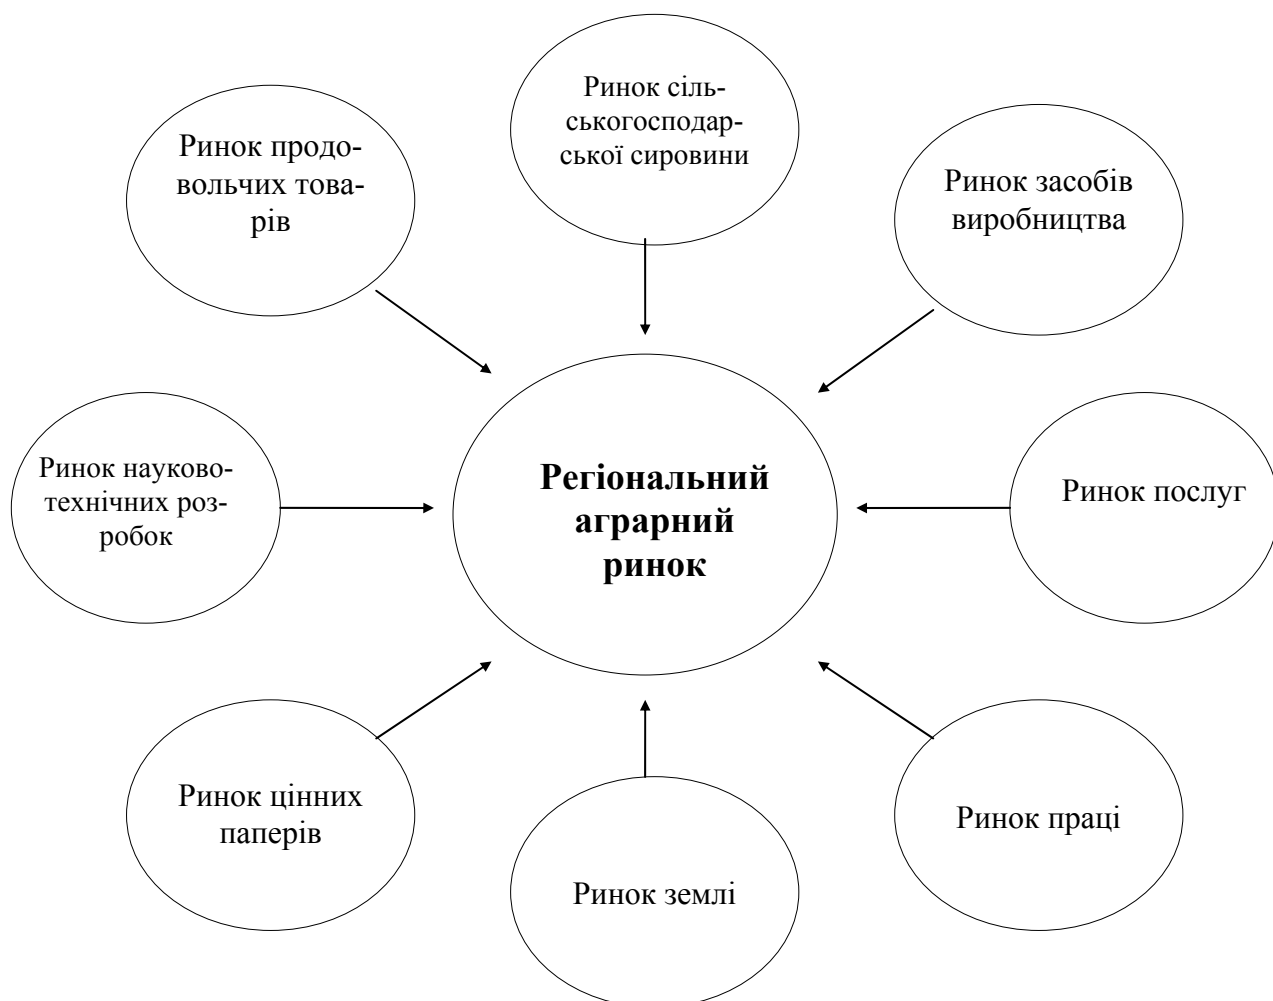 Ринок сіль-
ськогосподар-
ської сировини
Ринок продо-
вольчих това-
рів
Ринок засобів
виробництва
Ринок науково-
технічних роз-
робок
Регіональний
аграрний
ринок
Ринок послуг
Ринок цінних
паперів
Ринок землі
Ринок праці